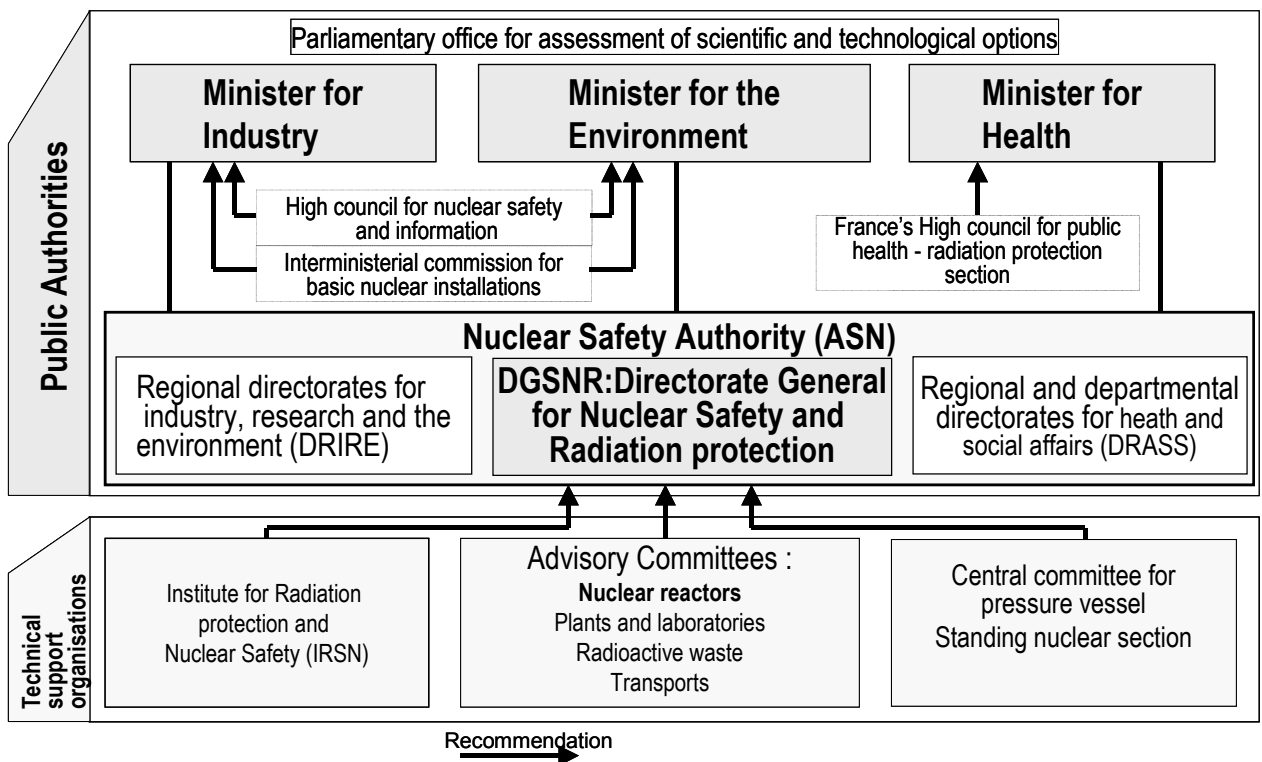 Public Authorities
Parliamentary office for assessment of scientific and technological options
Minister for
Industry
Minister for the
Environment
Minister for
Health
High council for nuclear safety
and information
Interministerial commission for
basic nuclear installations
France's High council for public
health - radiation protection
section
Nuclear Safety Authority (ASN)
Regional directorates for
industry, research and the
environment (DRIRE)
DGSNR:Directorate General
for Nuclear Safety and
Radiation protection
Regional and departmental
directorates for heath and
social affairs (DRASS)
Technical
support
organisations
Institute for Radiation
protection and
Nuclear Safety (IRSN)
Advisory Committees :
Nuclear reactors
Plants and laboratories
Radioactive waste
Transports
Central committee for
pressure vessel
Standing nuclear section
Recommendation